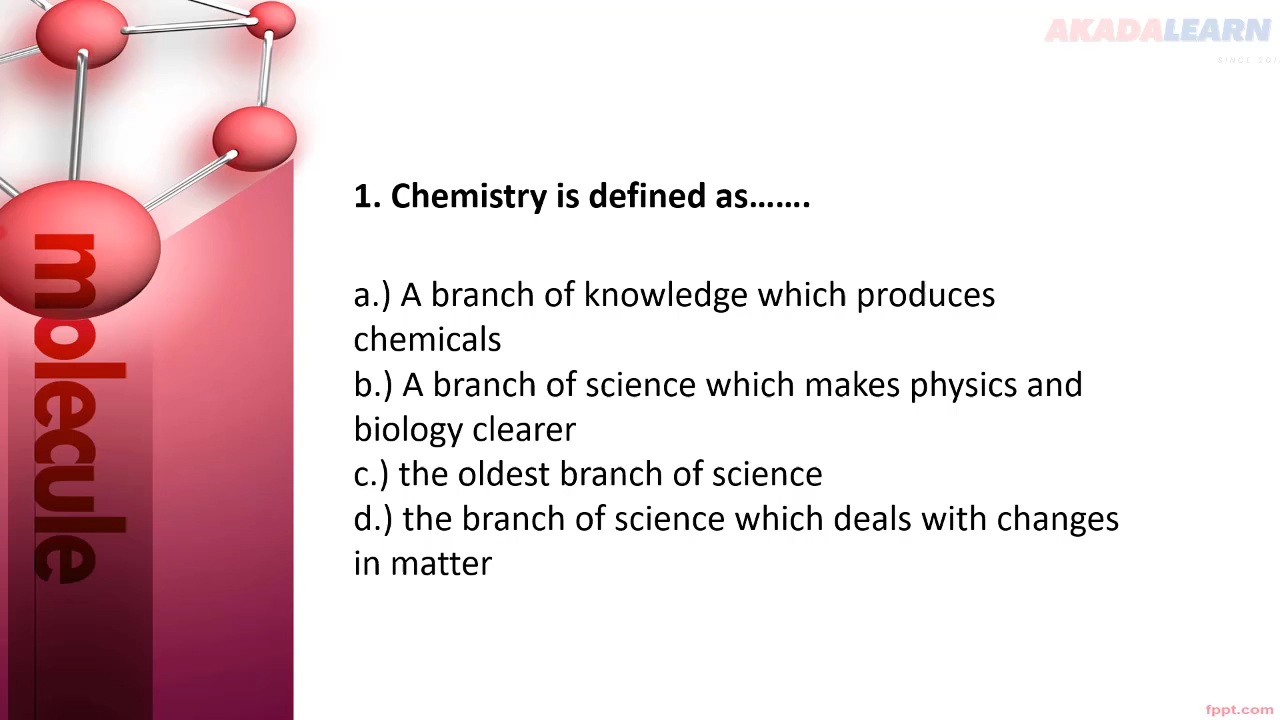 AKADALEARN
1. Chemistry is defined as…….
a.) A branch of knowledge which produces
chemicals
b.) A branch of science which makes physics and
biology clearer
c.) the oldest branch of science
d.) the branch of science which deals with changes
in matter
molecule
fppt.com